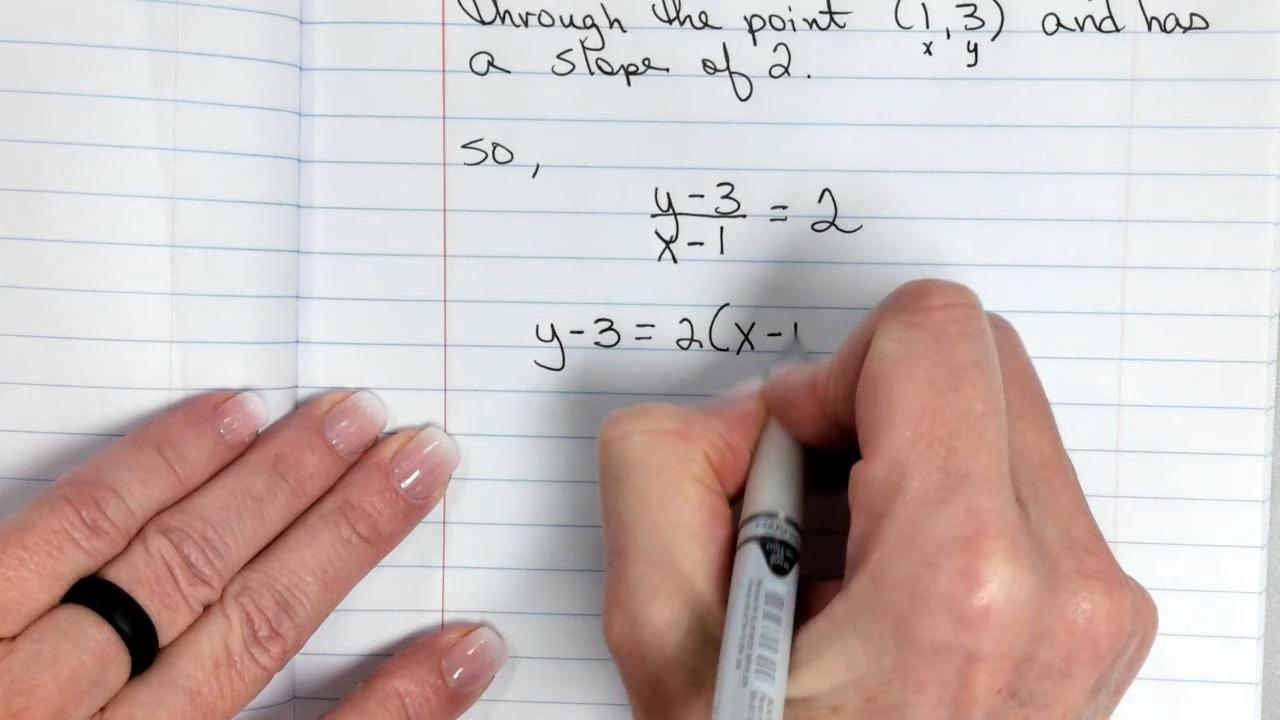 through the point (1, 3) and has
x y
a slope of 2.
so,
y - 3
x - 1
= 2
y - 3 = 2(x - 1